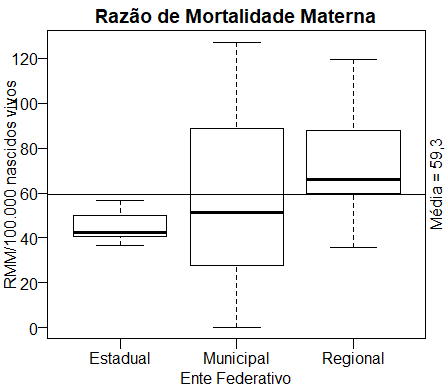 Razão de Mortalidade Materna
RMM/100.000 nascidos vivos
120
100
80
60
40
20
0
Média = 59,3
Estadual
Municipal
Regional
Ente Federativo